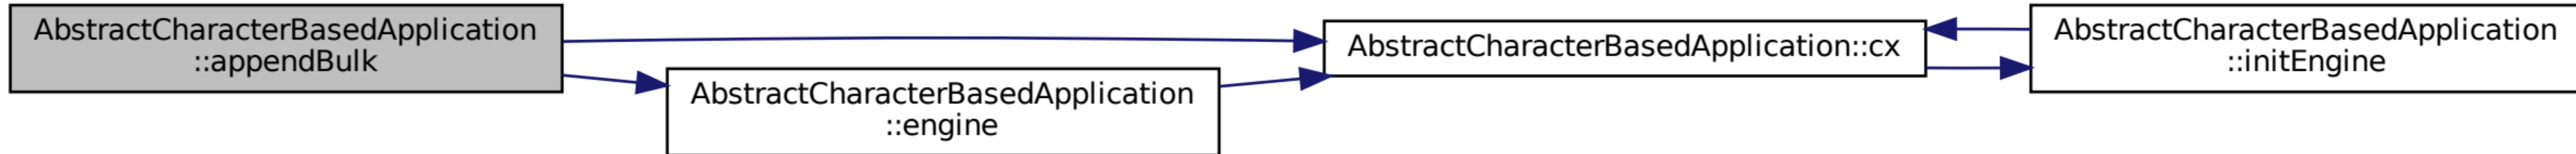 AbstractCharacterBasedApplication
::appendBulk
AbstractCharacterBasedApplication
::engine
AbstractCharacterBasedApplication::cx
AbstractCharacterBasedApplication
::initEngine